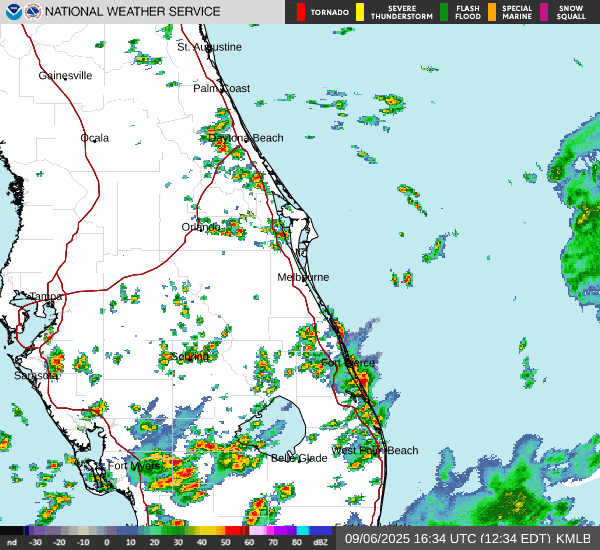 NATIONAL WEATHER SERVICE
TORNADO
SEVERE THUNDERSTORM
FLASH FLOOD
SPECIAL MARINE
SNOW SQUALL
St. Augustine
Gainesville
Palm Coast
Ocala
Daytona Beach
Orlando
Melbourne
Tampa
Sebring
Fort Pierce
Sarasota
West Palm Beach
Belle Glade
Fort Myers
nd -30 -20 -10 0 10 20 30 40 50 60 70 80 dBZ
09/06/2025 16:34 UTC (12:34 EDT) KMLB